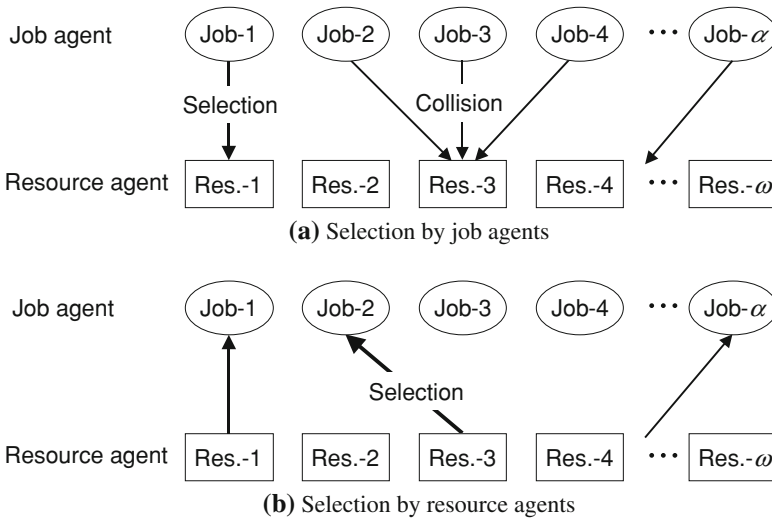 Job agent Job-1 Job-2 Job-3 Job-4 ••• Job-α
Selection Collision
Resource agent Res.-1 Res.-2 Res.-3 Res.-4 ••• Res.-ω
(a) Selection by job agents
Job agent Job-1 Job-2 Job-3 Job-4 ••• Job-α
Selection
Resource agent Res.-1 Res.-2 Res.-3 Res.-4 ••• Res.-ω
(b) Selection by resource agents